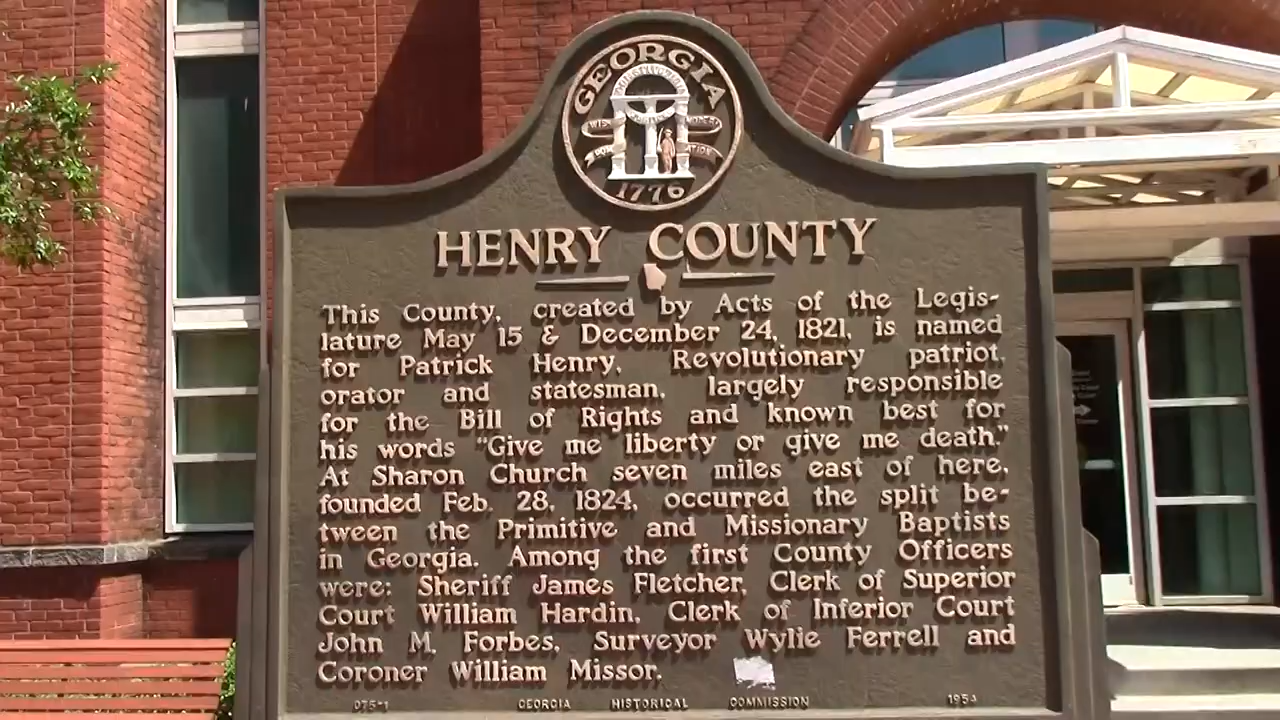 GEORGIA
1776
HENRY COUNTY
This County, created by Acts of the Legis-
lature May 15 & December 24, 1821, is named
for Patrick Henry, Revolutionary patriot,
orator and statesman, largely responsible
for the Bill of Rights and known best for
his words "Give me liberty or give me death."
At Sharon Church seven miles east of here,
founded Feb. 28, 1824, occurred the split be-
tween the Primitive and Missionary Baptists
in Georgia. Among the first County Officers
were: Sheriff James Fletcher, Clerk of Superior
Court William Hardin, Clerk of Inferior Court
John M. Forbes, Surveyor Wylie Ferrell and
Coroner William Missor.
075-1 GEORGIA HISTORICAL COMMISSION 1954